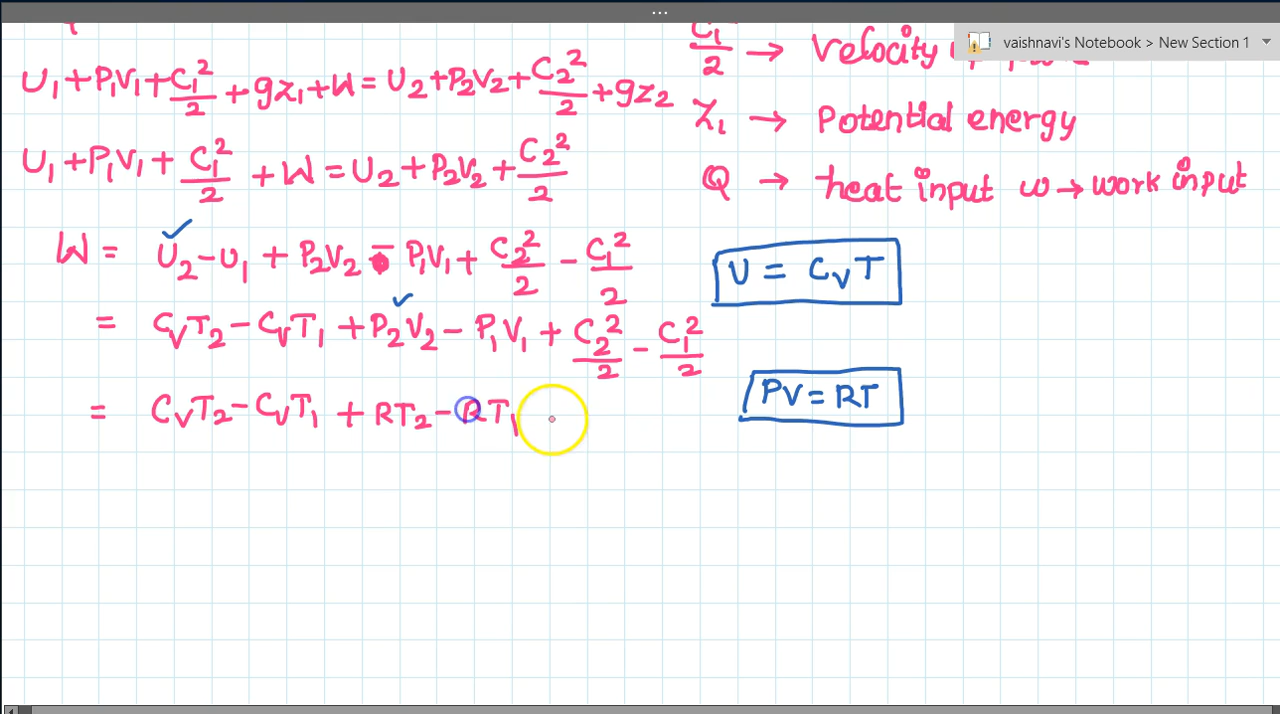 ...
vaishnavi's Notebook > New Section 1
C₁²/2 → Velocity
U₁ + P₁V₁ + C₁²/2 + gz₁ + W = U₂ + P₂V₂ + C₂²/2 + gz₂
Z₁ → Potential energy
U₁ + P₁V₁ + C₁²/2 + W = U₂ + P₂V₂ + C₂²/2
Q → heat input w → work input
W = U₂ - U₁ + P₂V₂ - P₁V₁ + C₂²/2 - C₁²/2
U = CvT
= CvT₂ - CvT₁ + P₂V₂ - P₁V₁ + C₂²/2 - C₁²/2
PV = RT
= CvT₂ - CvT₁ + RT₂ - RT₁